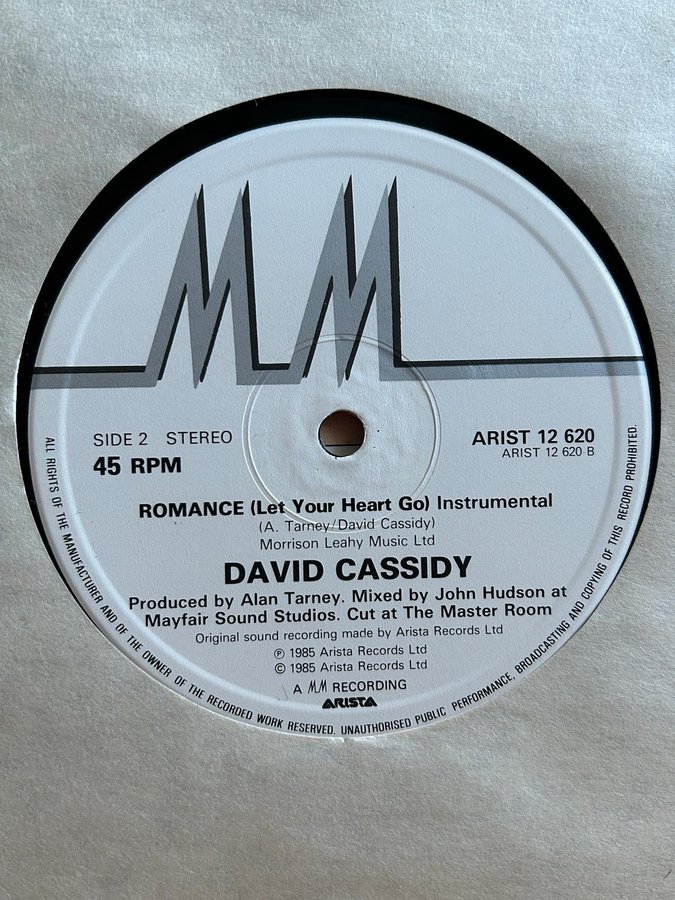 MM
SIDE 2 STEREO
45 RPM
ARIST 12 620
ARIST 12 620 B
ROMANCE (Let Your Heart Go) Instrumental
(A. Tarney/David Cassidy)
Morrison Leahy Music Ltd
DAVID CASSIDY
Produced by Alan Tarney. Mixed by John Hudson at
Mayfair Sound Studios. Cut at The Master Room
Original sound recording made by Arista Records Ltd
℗ 1985 Arista Records Ltd
© 1985 Arista Records Ltd
A MM RECORDING
ARISTA
ALL RIGHTS OF THE MANUFACTURER AND OF THE OWNER OF THE RECORDED WORK RESERVED. UNAUTHORISED PUBLIC PERFORMANCE, BROADCASTING AND COPYING OF THIS RECORD PROHIBITED.